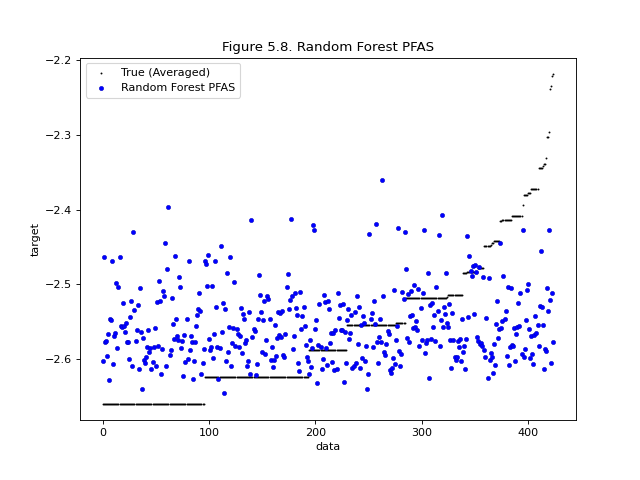 Figure 5.8. Random Forest PFAS
True (Averaged)
Random Forest PFAS
−2.2
−2.3
−2.4
−2.5
−2.6
target
0 100 200 300 400
data